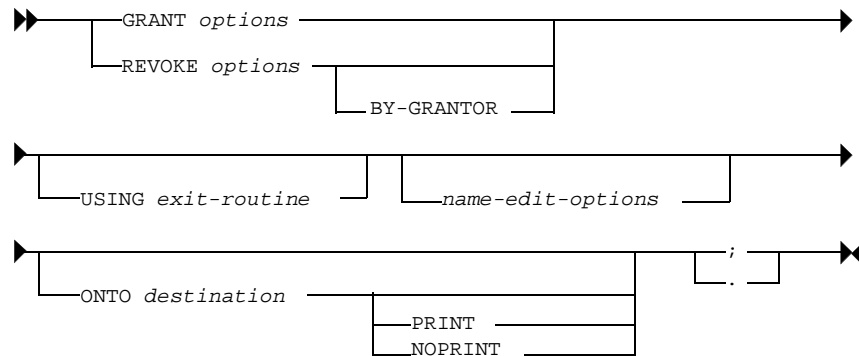 GRANT options
REVOKE options
BY-GRANTOR
USING exit-routine
name-edit-options
;
.
ONTO destination
PRINT
NOPRINT